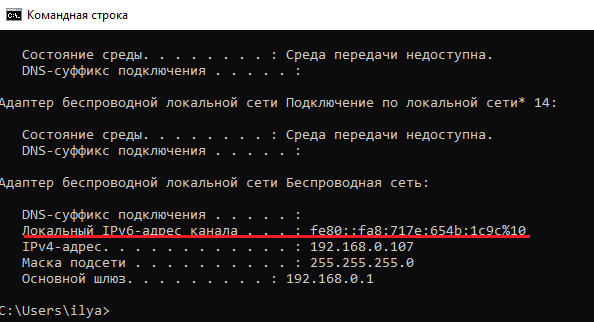 Командная строка
Состояние среды. . . . . . . . : Среда передачи недоступна.
DNS-суффикс подключения . . . . . :
Адаптер беспроводной локальной сети Подключение по локальной сети* 14:
Состояние среды. . . . . . . . : Среда передачи недоступна.
DNS-суффикс подключения . . . . . :
Адаптер беспроводной локальной сети Беспроводная сеть:
DNS-суффикс подключения . . . . . :
Локальный IPv6-адрес канала . . . : fe80::fa8:717e:654b:1c9c%10
IPv4-адрес. . . . . . . . . . . . : 192.168.0.107
Маска подсети . . . . . . . . . . : 255.255.255.0
Основной шлюз. . . . . . . . . : 192.168.0.1
C:\Users\ilya>